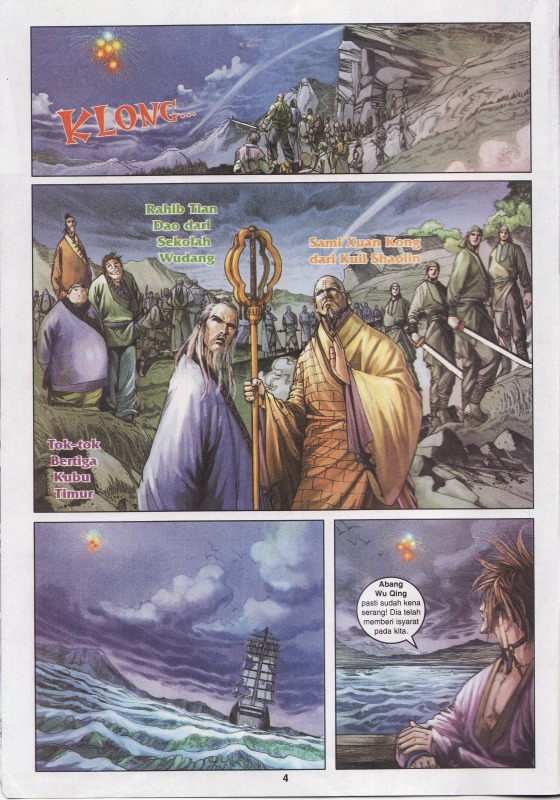 KLONG...
Rahib Tian
Dao dari
Sekolah
Wudang
Sami Xuan Kong
dari Kuil Shaolin
Tok-tok
Bertiga
Kubu
Timur
Abang
Wu Qing
pasti sudah kena
serang! Dia telah
memberi isyarat
pada kita.
4